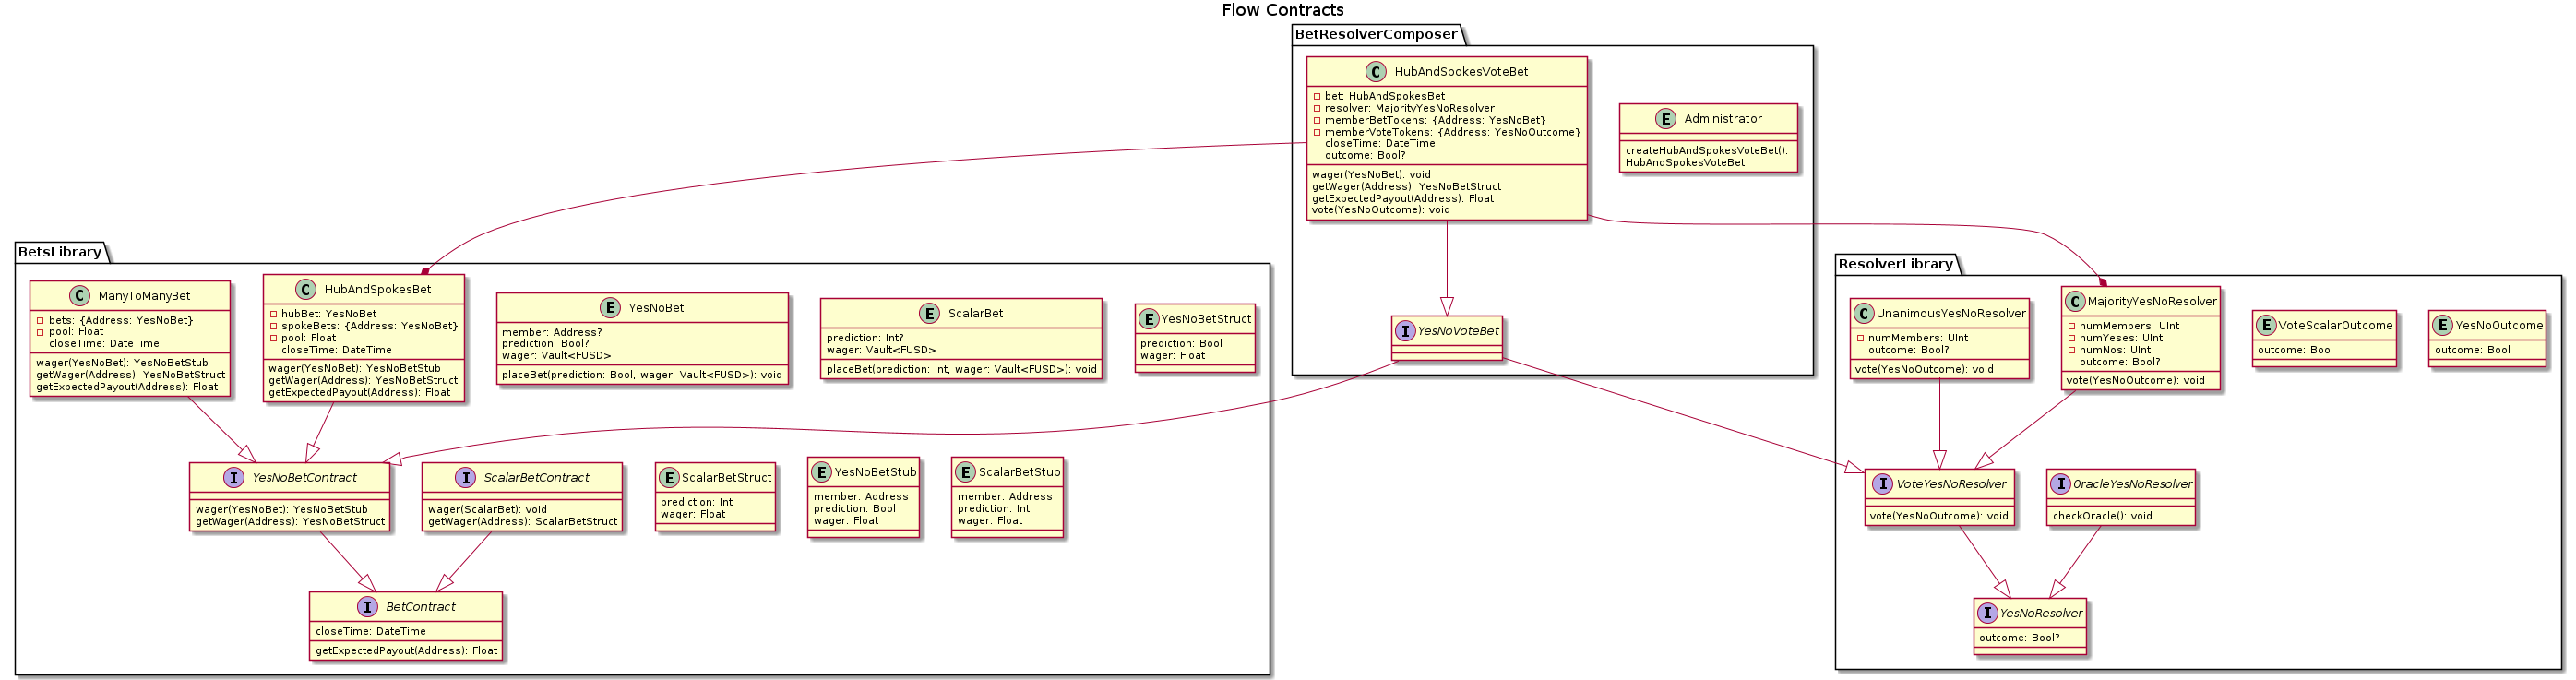 Flow Contracts
BetResolverComposer
C HubAndSpokesVoteBet
bet: HubAndSpokesBet
resolver: MajorityYesNoResolver
memberBetTokens: {Address: YesNoBet}
memberVoteTokens: {Address: YesNoOutcome}
closeTime: DateTime
outcome: Bool?
wager(YesNoBet): void
getWager(Address): YesNoBetStruct
getExpectedPayout(Address): Float
vote(YesNoOutcome): void
E Administrator
createHubAndSpokesVoteBet():
HubAndSpokesVoteBet
I YesNoVoteBet
BetsLibrary
C ManyToManyBet
bets: {Address: YesNoBet}
pool: Float
closeTime: DateTime
wager(YesNoBet): YesNoBetStub
getWager(Address): YesNoBetStruct
getExpectedPayout(Address): Float
C HubAndSpokesBet
hubBet: YesNoBet
spokeBets: {Address: YesNoBet}
pool: Float
closeTime: DateTime
wager(YesNoBet): YesNoBetStub
getWager(Address): YesNoBetStruct
getExpectedPayout(Address): Float
E YesNoBet
member: Address?
prediction: Bool?
wager: Vault<FUSD>
placeBet(prediction: Bool, wager: Vault<FUSD>): void
E ScalarBet
prediction: Int?
wager: Vault<FUSD>
placeBet(prediction: Int, wager: Vault<FUSD>): void
E YesNoBetStruct
prediction: Bool
wager: Float
I YesNoBetContract
wager(YesNoBet): YesNoBetStub
getWager(Address): YesNoBetStruct
I ScalarBetContract
wager(ScalarBet): void
getWager(Address): ScalarBetStruct
E ScalarBetStruct
prediction: Int
wager: Float
E YesNoBetStub
member: Address
prediction: Bool
wager: Float
E ScalarBetStub
member: Address
prediction: Int
wager: Float
I BetContract
closeTime: DateTime
getExpectedPayout(Address): Float
ResolverLibrary
C UnanimousYesNoResolver
numMembers: UInt
outcome: Bool?
vote(YesNoOutcome): void
C MajorityYesNoResolver
numMembers: UInt
numYeses: UInt
numNos: UInt
outcome: Bool?
vote(YesNoOutcome): void
E VoteScalarOutcome
outcome: Bool
E YesNoOutcome
outcome: Bool
I VoteYesNoResolver
vote(YesNoOutcome): void
I OracleYesNoResolver
checkOracle(): void
I YesNoResolver
outcome: Bool?